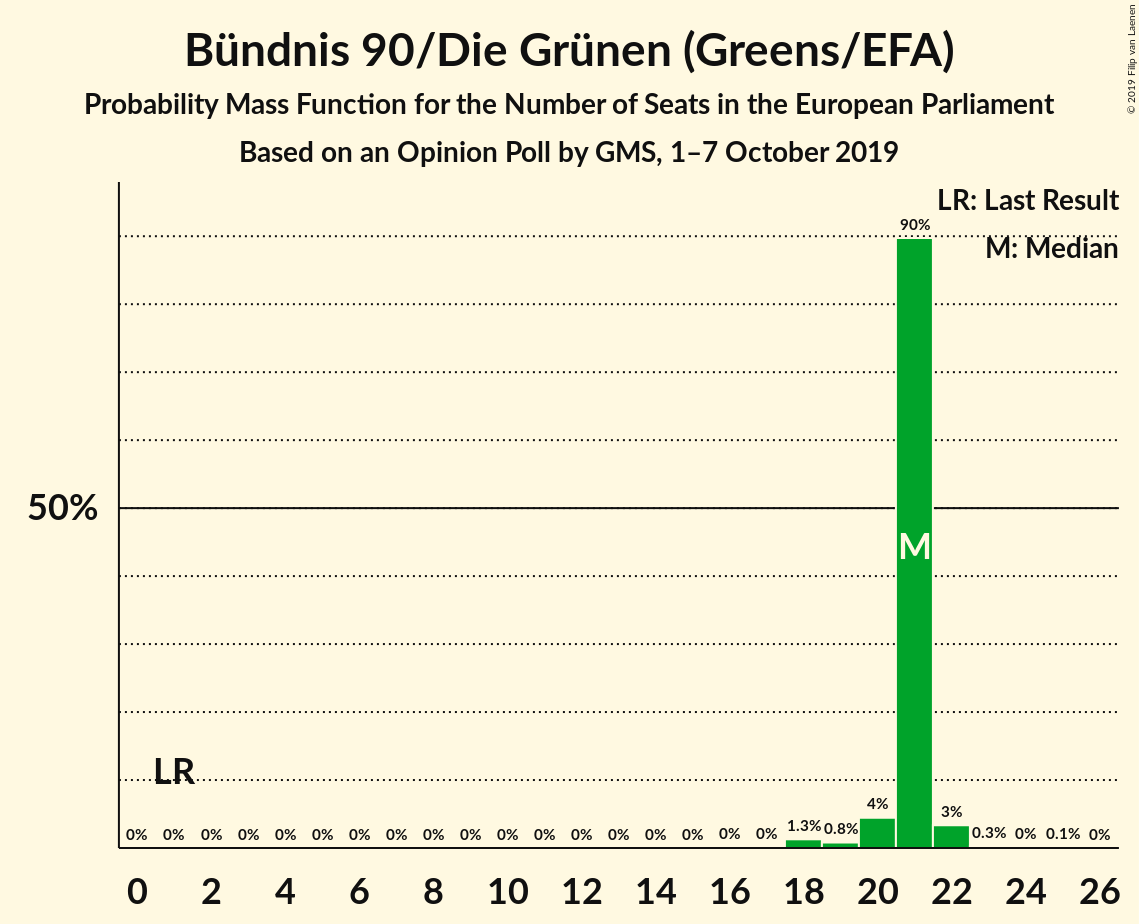 Bündnis 90/Die Grünen (Greens/EFA)
Probability Mass Function for the Number of Seats in the European Parliament
Based on an Opinion Poll by GMS, 1–7 October 2019
© 2019 Filip van Laenen
LR: Last Result
M: Median
90%
50%
M
LR
0% 0% 0% 0% 0% 0% 0% 0% 0% 0% 0% 0% 0% 0% 0% 0% 0% 0% 1.3% 0.8% 4% 3% 0.3% 0% 0.1% 0%
0 2 4 6 8 10 12 14 16 18 20 22 24 26